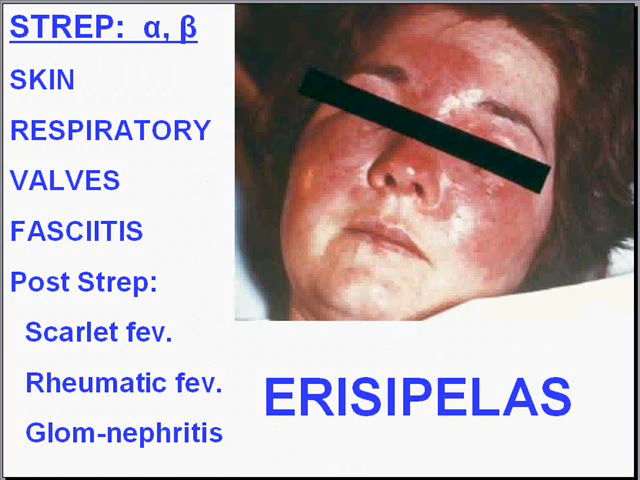 STREP: α, β
SKIN
RESPIRATORY
VALVES
FASCIITIS
Post Strep:
Scarlet fev.
Rheumatic fev.
Glom-nephritis
ERISIPELAS